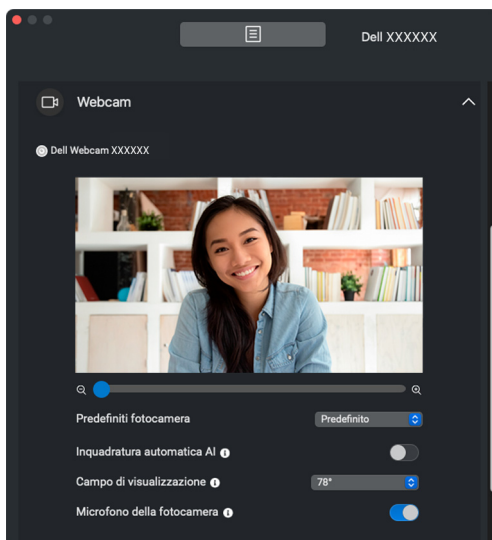 Dell XXXXXX
Webcam
Dell Webcam XXXXXX
Predefiniti fotocamera
Predefinito
Inquadratura automatica AI
Campo di visualizzazione
78°
Microfono della fotocamera